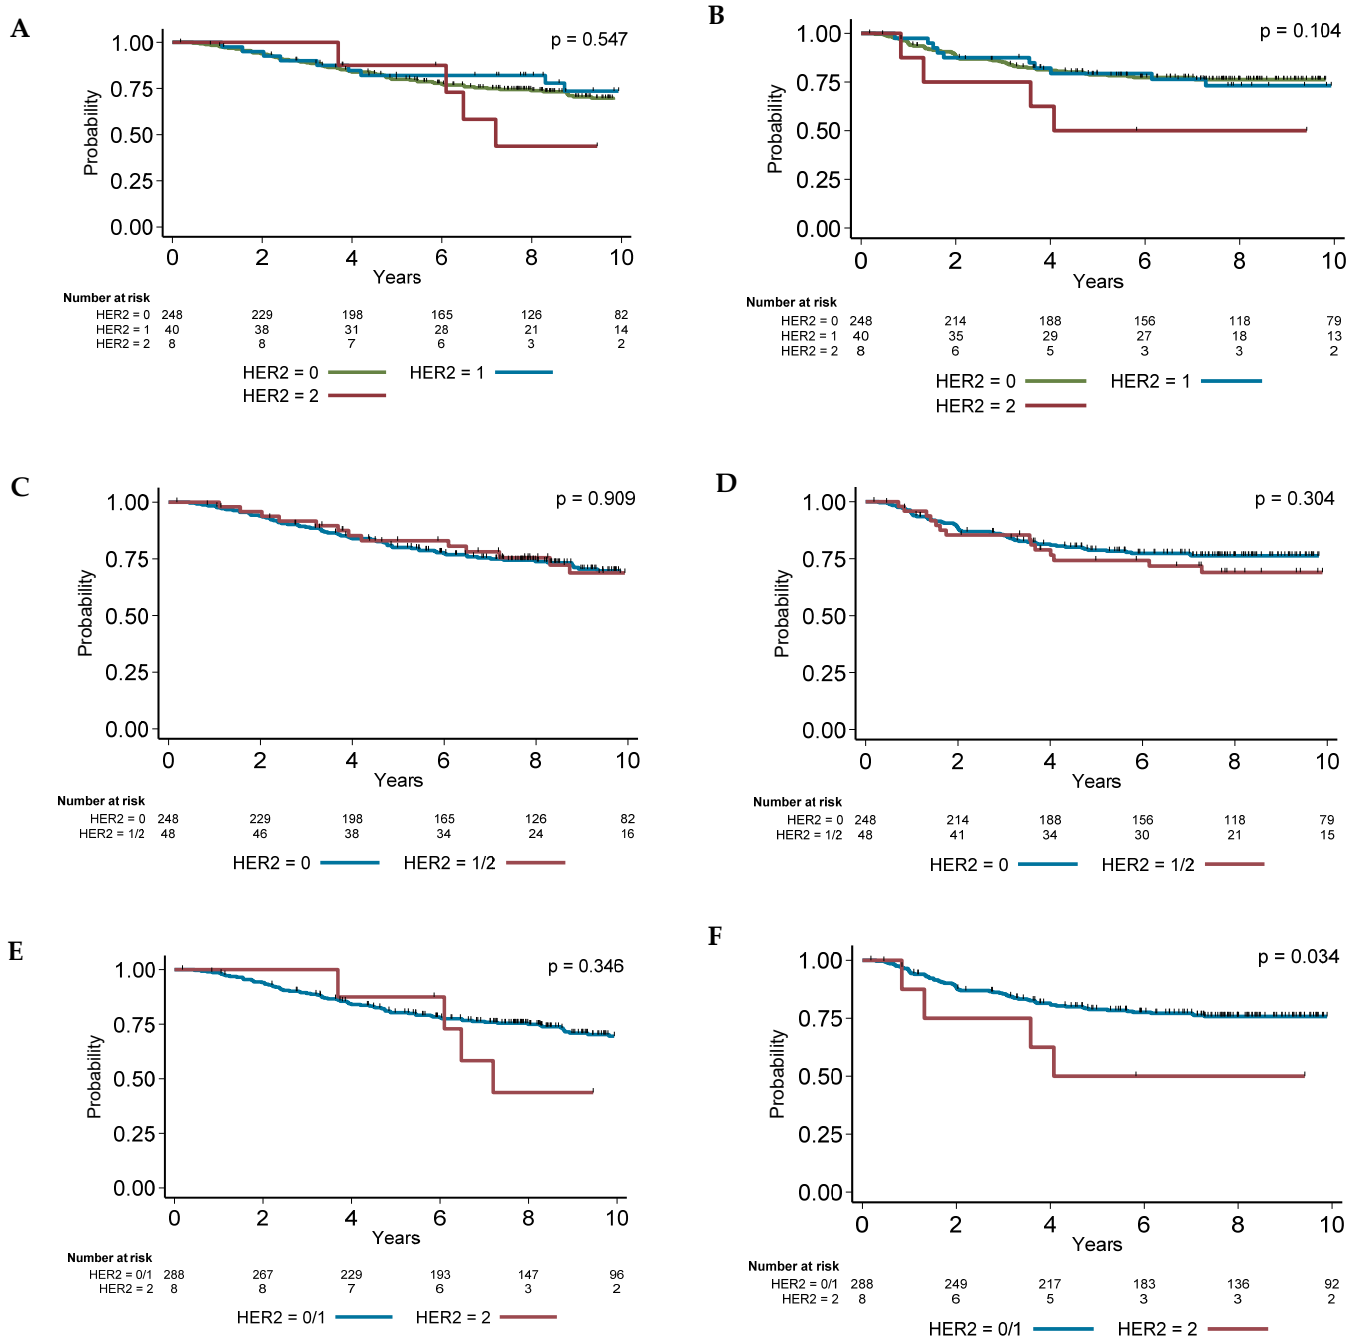 A
p = 0.547
1.00
0.75
0.50
0.25
0.00
Probability
0 2 4 6 8 10
Years
Number at risk
HER2 = 0 248 229 198 165 126 82
HER2 = 1 40 38 31 28 21 14
HER2 = 2 8 8 7 6 3 2
HER2 = 0 HER2 = 1
HER2 = 2
B
p = 0.104
1.00
0.75
0.50
0.25
0.00
Probability
0 2 4 6 8 10
Years
Number at risk
HER2 = 0 248 214 188 156 118 79
HER2 = 1 40 35 29 27 18 13
HER2 = 2 8 6 5 3 3 2
HER2 = 0 HER2 = 1
HER2 = 2
C
p = 0.909
1.00
0.75
0.50
0.25
0.00
Probability
0 2 4 6 8 10
Years
Number at risk
HER2 = 0 248 229 198 165 126 82
HER2 = 1/2 48 46 38 34 24 16
HER2 = 0 HER2 = 1/2
D
p = 0.304
1.00
0.75
0.50
0.25
0.00
Probability
0 2 4 6 8 10
Years
Number at risk
HER2 = 0 248 214 188 156 118 79
HER2 = 1/2 48 41 34 30 21 15
HER2 = 0 HER2 = 1/2
E
p = 0.346
1.00
0.75
0.50
0.25
0.00
Probability
0 2 4 6 8 10
Years
Number at risk
HER2 = 0/1 288 267 229 193 147 96
HER2 = 2 8 8 7 6 3 2
HER2 = 0/1 HER2 = 2
F
p = 0.034
1.00
0.75
0.50
0.25
0.00
Probability
0 2 4 6 8 10
Years
Number at risk
HER2 = 0/1 288 249 217 183 136 92
HER2 = 2 8 6 5 3 3 2
HER2 = 0/1 HER2 = 2